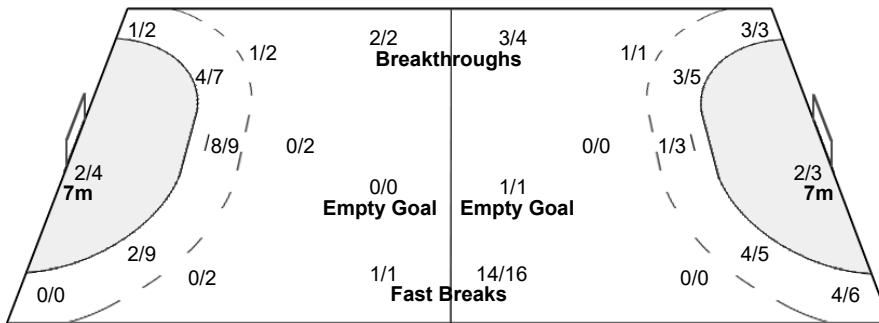 1/2 2/2 3/4 3/3
1/2 1/1
Breakthroughs
4/7 3/5
8/9 0/2 0/0 1/3
2/4 2/3
7m 7m
0/0 1/1
Empty Goal Empty Goal
2/9 4/5
0/2 1/1 14/16 0/0
0/0 Fast Breaks 4/6